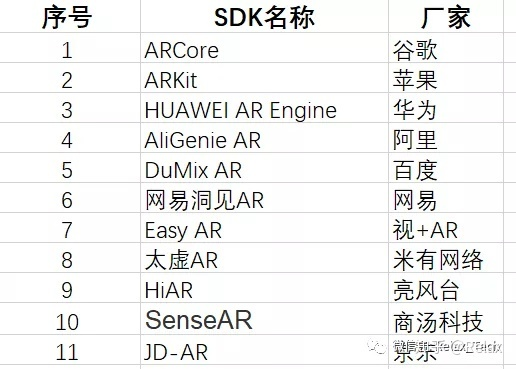 序号 SDK名称 厂家
1 ARCore 谷歌
2 ARKit 苹果
3 HUAWEI AR Engine 华为
4 AliGenie AR 阿里
5 DuMix AR 百度
6 网易洞见AR 网易
7 Easy AR 视+AR
8 太虚AR 米有网络
9 HiAR 亮风台
10 SenseAR 商汤科技
11 JD-AR 京东